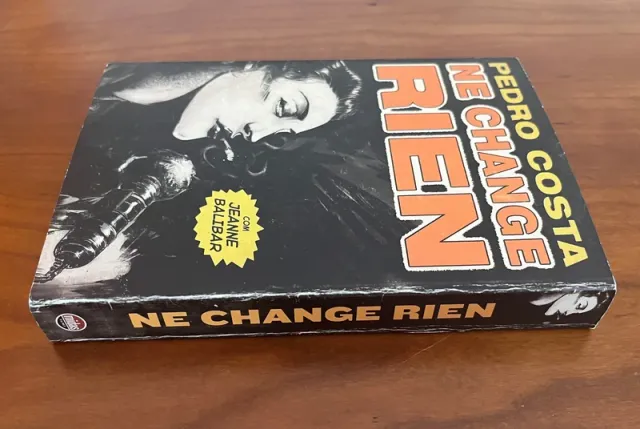 PEDRO COSTA
NE CHANGE
RIEN
COM
JEANNE
BALIBAR
NE CHANGE RIEN